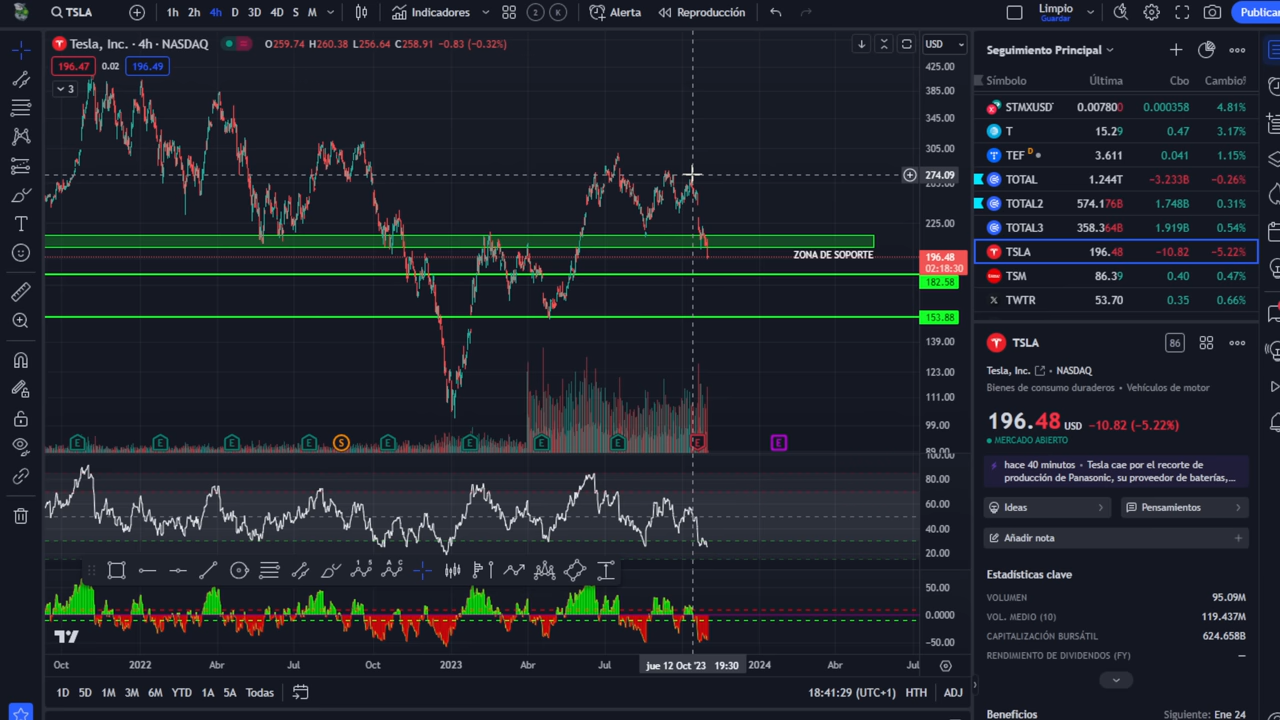 TSLA
1h 2h 4h D 3D 4D S M
Indicadores
2 K
Alerta
Reproducción
Limpio
Guardar
Publicar
Tesla, Inc. · 4h · NASDAQ
O259.74 H260.38 L256.64 C258.91 −0.83 (−0.32%)
USD
196.47 0.02 196.49
3
425.00
385.00
345.00
305.00
274.09
225.00
ZONA DE SOPORTE
196.48
02:18:30
182.58
153.88
139.00
123.00
111.00
99.00
E E E E S E E E E E E
80.00
60.00
40.00
20.00
50.00
0.0000
−50.00
Oct 2022 Abr Jul Oct 2023 Abr Jul jue 12 Oct '23 19:30 2024 Abr Jul
1D 5D 1M 3M 6M YTD 1A 5A Todas
18:41:29 (UTC+1) HTH ADJ
Seguimiento Principal
Símbolo Última Cbo Cambio%
STMXUSDT 0.007800 0.000358 4.81%
T 15.29 0.47 3.17%
TEF D 3.611 0.041 1.15%
TOTAL 1.244T −3.233B −0.26%
TOTAL2 574.176B 1.748B 0.31%
TOTAL3 358.364B 1.919B 0.54%
TSLA 196.48 −10.82 −5.22%
TSM 86.39 0.40 0.47%
TWTR 53.70 0.35 0.66%
TSLA
86
Tesla, Inc. • NASDAQ
Bienes de consumo duraderos • Vehículos de motor
196.48 USD −10.82 (−5.22%)
MERCADO ABIERTO
hace 40 minutos • Tesla cae por el recorte de
producción de Panasonic, su proveedor de baterías,...
Ideas
Pensamientos
Añadir nota
Estadísticas clave
VOLUMEN 95.09M
VOL. MEDIO (10) 119.437M
CAPITALIZACIÓN BURSÁTIL 624.658B
RENDIMIENTO DE DIVIDENDOS (FY) —
Beneficios Siguiente: Ene 24